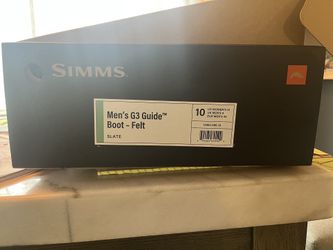 SIMMS
Men's G3 Guide™
Boot - Felt
SLATE
10